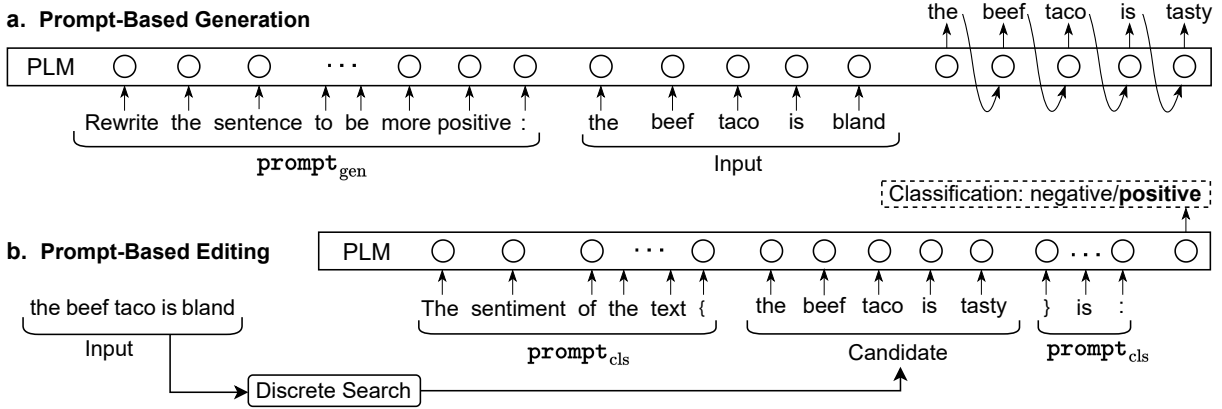 a. Prompt-Based Generation
the beef taco is tasty
PLM ...
Rewrite the sentence to be more positive : the beef taco is bland
prompt_gen Input
Classification: negative/positive
b. Prompt-Based Editing
PLM ... ...
The sentiment of the text { the beef taco is tasty } is :
the beef taco is bland
Input
prompt_cls Candidate prompt_cls
Discrete Search